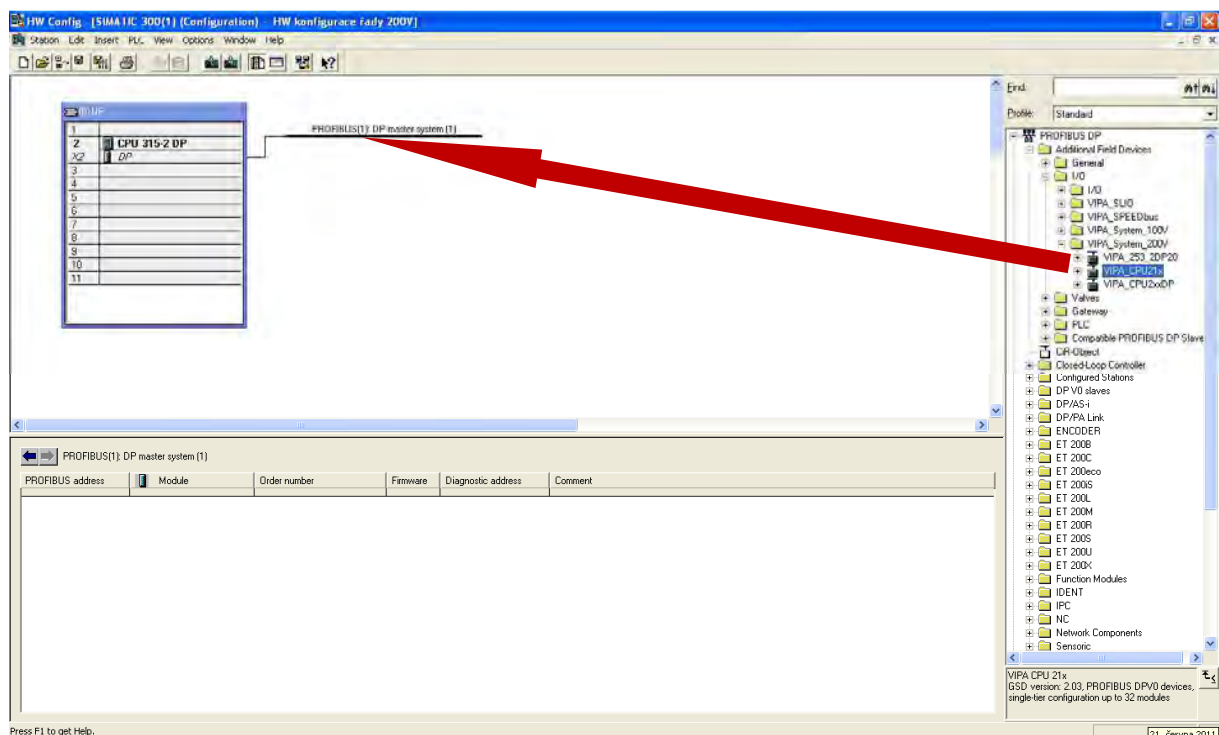 HW Config - [SIMATIC 300(1) (Configuration) -- HW konfigurace řady 200V]
Station Edit Insert PLC View Options Window Help
(0) UR
1
2 CPU 315-2 DP
X2 DP
3
4
5
6
7
8
9
10
11
PROFIBUS(1): DP master system (1)
Find:
Profile: Standard
PROFIBUS DP
Additional Field Devices
General
I/O
I/O
VIPA_SLIO
VIPA_SPEEDbus
VIPA_System_100V
VIPA_System_200V
VIPA_253_2DP20
VIPA_CPU21x
VIPA_CPU2xxDP
Valves
Gateway
PLC
Compatible PROFIBUS DP Slave
CiR-Object
Closed-Loop Controller
Configured Stations
DP V0 slaves
DP/AS-i
DP/PA Link
ENCODER
ET 200B
ET 200C
ET 200eco
ET 200iS
ET 200L
ET 200M
ET 200R
ET 200S
ET 200U
ET 200X
Function Modules
IDENT
IPC
NC
Network Components
Sensoric
PROFIBUS(1): DP master system (1)
PROFIBUS address Module Order number Firmware Diagnostic address Comment
VIPA CPU 21x
GSD version: 2.03, PROFIBUS DPV0 devices,
single-tier configuration up to 32 modules
Press F1 to get Help.
21. června 2011